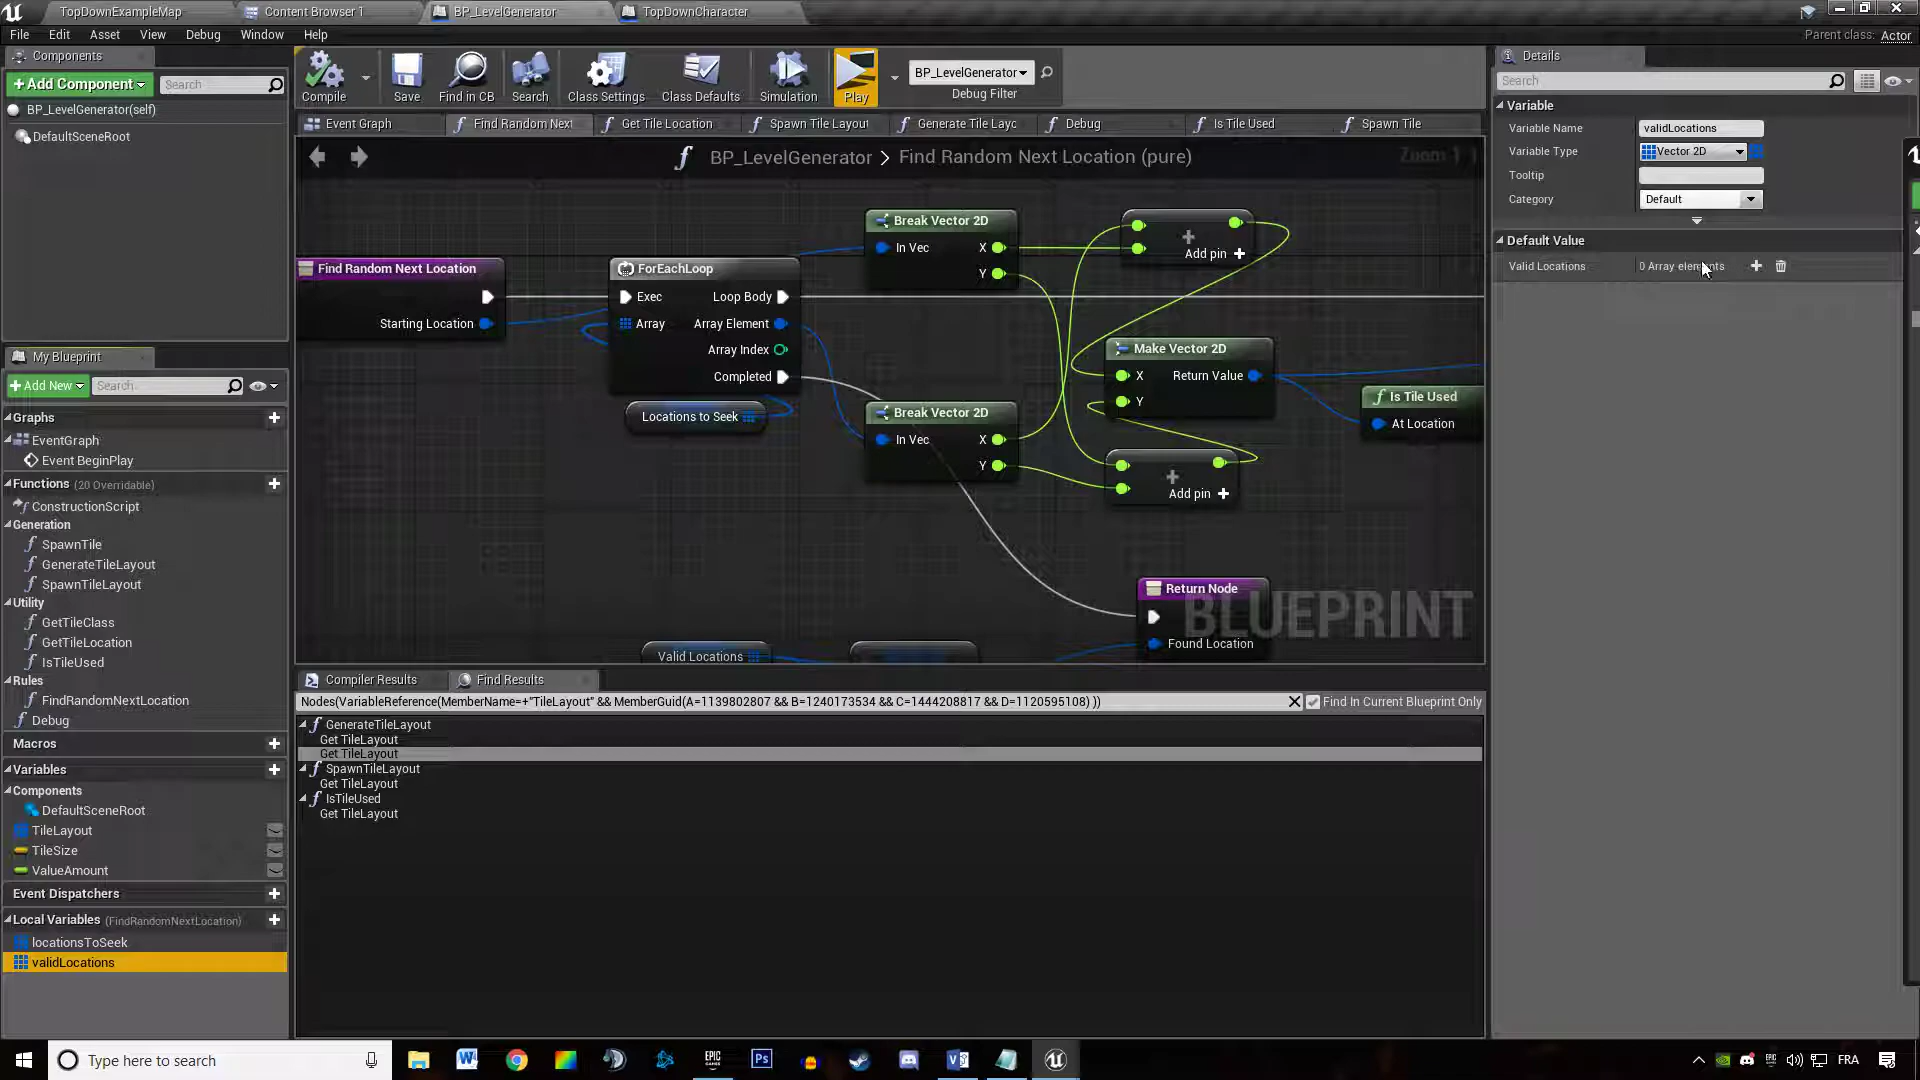 TopDownExampleMap
Content Browser 1
BP_LevelGenerator
TopDownCharacter
File Edit Asset View Debug Window Help
Parent class: Actor
Components
+Add Component
Search
BP_LevelGenerator(self)
DefaultSceneRoot
Compile
Save
Find in CB
Search
Class Settings
Class Defaults
Simulation
Play
BP_LevelGenerator
Debug Filter
Event Graph
Find Random Next
Get Tile Location
Spawn Tile Layout
Generate Tile Layc
Debug
Is Tile Used
Spawn Tile
BP_LevelGenerator > Find Random Next Location (pure)
Find Random Next Location
Starting Location
ForEachLoop
Exec Loop Body
Array Array Element
Array Index
Completed
Locations to Seek
Break Vector 2D
In Vec X
Y
Break Vector 2D
In Vec X
Y
Add pin +
Make Vector 2D
X Return Value
Y
Add pin +
Is Tile Used
At Location
Return Node
Found Location
Valid Locations
BLUEPRINT
My Blueprint
+Add New
Search
Graphs
EventGraph
Event BeginPlay
Functions (20 Overridable)
ConstructionScript
Generation
SpawnTile
GenerateTileLayout
SpawnTileLayout
Utility
GetTileClass
GetTileLocation
IsTileUsed
Rules
FindRandomNextLocation
Debug
Macros
Variables
Components
DefaultSceneRoot
TileLayout
TileSize
ValueAmount
Event Dispatchers
Local Variables (FindRandomNextLocation)
locationsToSeek
validLocations
Compiler Results
Find Results
Nodes(VariableReference(MemberName=+"TileLayout" && MemberGuid(A=1139802807 && B=1240173534 && C=1444208817 && D=1120595108) ))
Find In Current Blueprint Only
GenerateTileLayout
Get TileLayout
Get TileLayout
SpawnTileLayout
Get TileLayout
IsTileUsed
Get TileLayout
Details
Search
Variable
Variable Name validLocations
Variable Type Vector 2D
Tooltip
Category Default
Default Value
Valid Locations 0 Array elements
Type here to search
FRA